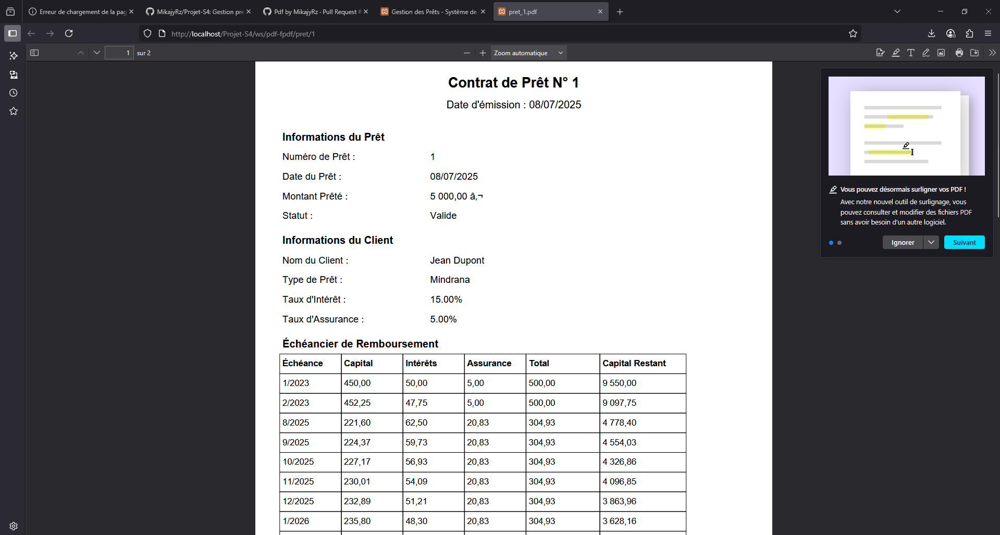 Erreur de chargement de la pag
MikajyRz/Projet-S4: Gestion pre
Pdf by MikajyRz · Pull Request #
Gestion des Prêts - Système de
pret_1.pdf
http://localhost/Projet-S4/ws/pdf-fpdf/pret/1
1 sur 2
Zoom automatique
Contrat de Prêt N° 1
Date d'émission : 08/07/2025
Informations du Prêt
Numéro de Prêt : 1
Date du Prêt : 08/07/2025
Montant Prêté : 5 000,00 â‚¬
Statut : Valide
Informations du Client
Nom du Client : Jean Dupont
Type de Prêt : Mindrana
Taux d'Intérêt : 15.00%
Taux d'Assurance : 5.00%
Échéancier de Remboursement
Échéance Capital Intérêts Assurance Total Capital Restant
1/2023 450,00 50,00 5,00 500,00 9 550,00
2/2023 452,25 47,75 5,00 500,00 9 097,75
8/2025 221,60 62,50 20,83 304,93 4 778,40
9/2025 224,37 59,73 20,83 304,93 4 554,03
10/2025 227,17 56,93 20,83 304,93 4 326,86
11/2025 230,01 54,09 20,83 304,93 4 096,85
12/2025 232,89 51,21 20,83 304,93 3 863,96
1/2026 235,80 48,30 20,83 304,93 3 628,16
Vous pouvez désormais surligner vos PDF !
Avec notre nouvel outil de surlignage, vous
pouvez consulter et modifier des fichiers PDF
sans avoir besoin d'un autre logiciel.
Ignorer
Suivant